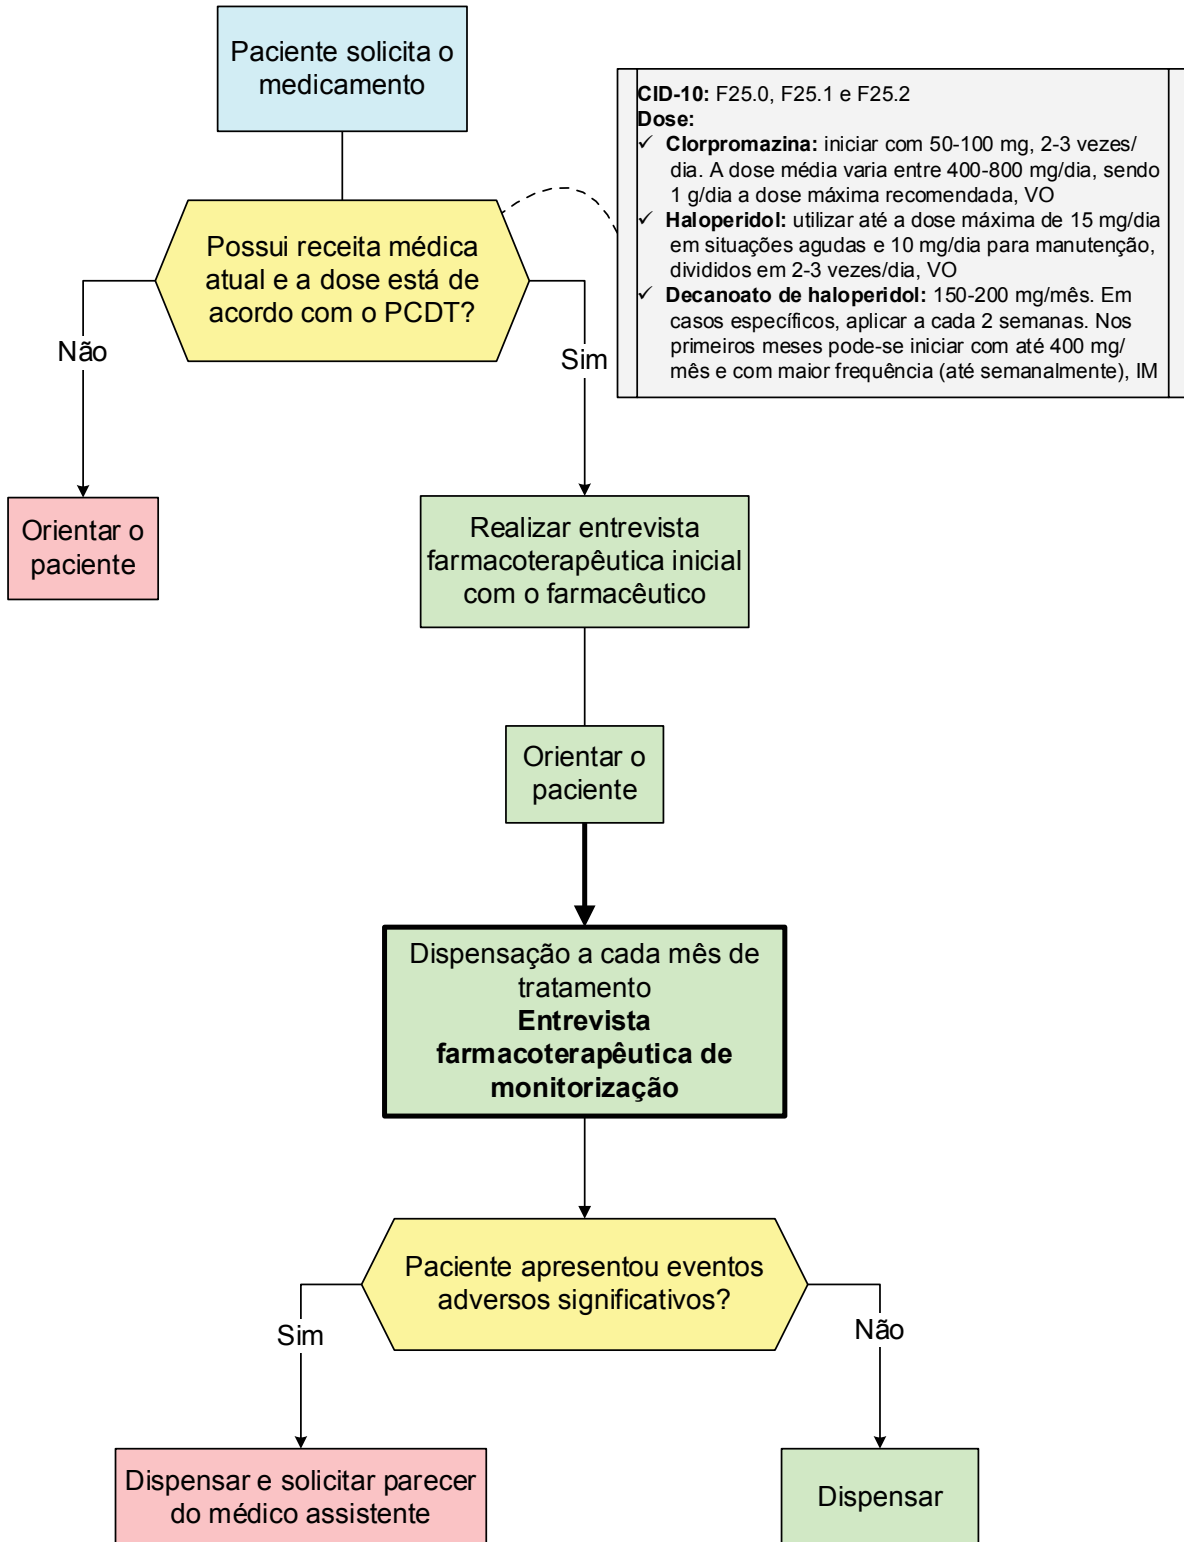 Paciente solicita o
medicamento
CID-10: F25.0, F25.1 e F25.2
Dose:
✓ Clorpromazina: iniciar com 50-100 mg, 2-3 vezes/
dia. A dose média varia entre 400-800 mg/dia, sendo
1 g/dia a dose máxima recomendada, VO
✓ Haloperidol: utilizar até a dose máxima de 15 mg/dia
em situações agudas e 10 mg/dia para manutenção,
divididos em 2-3 vezes/dia, VO
✓ Decanoato de haloperidol: 150-200 mg/mês. Em
casos específicos, aplicar a cada 2 semanas. Nos
primeiros meses pode-se iniciar com até 400 mg/
mês e com maior frequência (até semanalmente), IM
Possui receita médica
atual e a dose está de
acordo com o PCDT?
Não
Sim
Orientar o
paciente
Realizar entrevista
farmacoterapêutica inicial
com o farmacêutico
Orientar o
paciente
Dispensação a cada mês de
tratamento
Entrevista
farmacoterapêutica de
monitorização
Paciente apresentou eventos
adversos significativos?
Sim
Não
Dispensar e solicitar parecer
do médico assistente
Dispensar